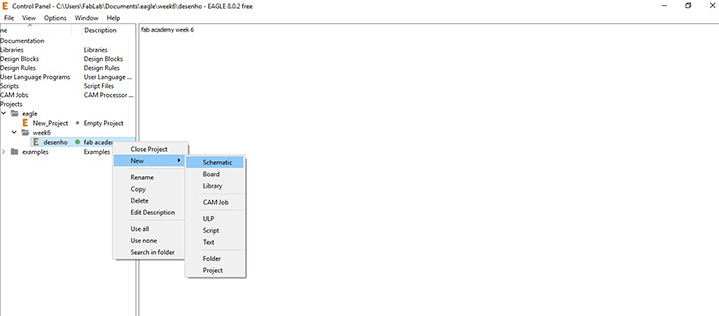 Control Panel - C:\Users\FabLab\Documents\eagle\week6\desenho - EAGLE 8.0.2 free
File View Options Window Help
ne Description
Documentation
Libraries Libraries
Design Blocks Design Blocks
Design Rules Design Rules
User Language Programs User Language ...
Scripts Script Files
CAM Jobs CAM Processor ...
Projects
eagle
New_Project Empty Project
week6
desenho fab acade
examples Examples
fab academy week 6
Close Project
New
Rename
Copy
Delete
Edit Description
Use all
Use none
Search in folder
Schematic
Board
Library
CAM Job
ULP
Script
Text
Folder
Project